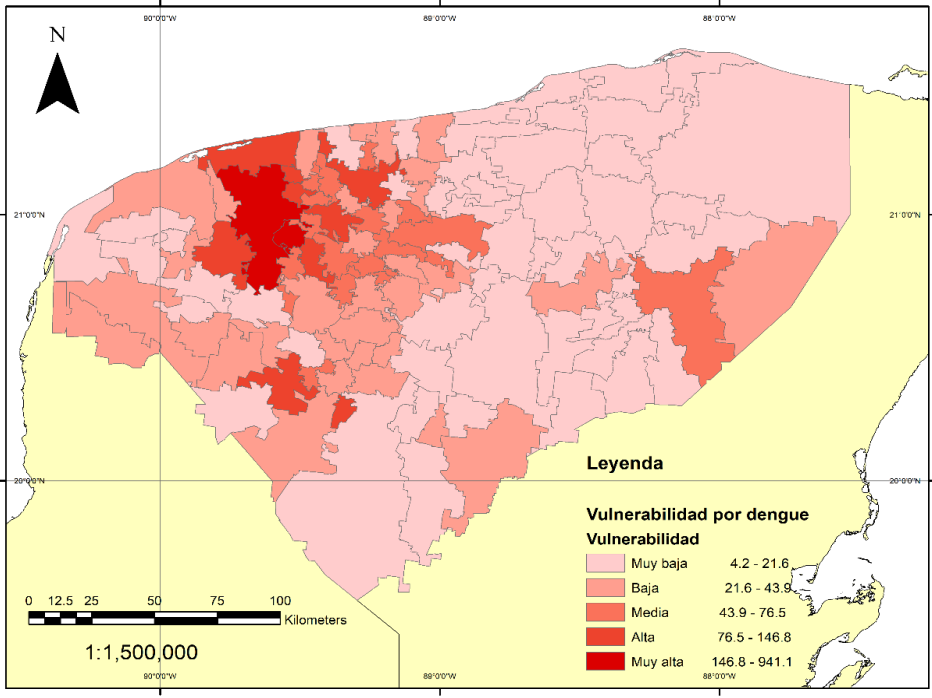 90°0'0"W 89°0'0"W 88°0'0"W
N
21°0'0"N 21°0'0"N
20°0'0"N 20°0'0"N
Leyenda
Vulnerabilidad por dengue
Vulnerabilidad
Muy baja 4.2 - 21.6
Baja 21.6 - 43.9
Media 43.9 - 76.5
Alta 76.5 - 146.8
Muy alta 146.8 - 941.1
0 12.5 25 50 75 100
Kilometers
1:1,500,000
90°0'0"W 89°0'0"W 88°0'0"W